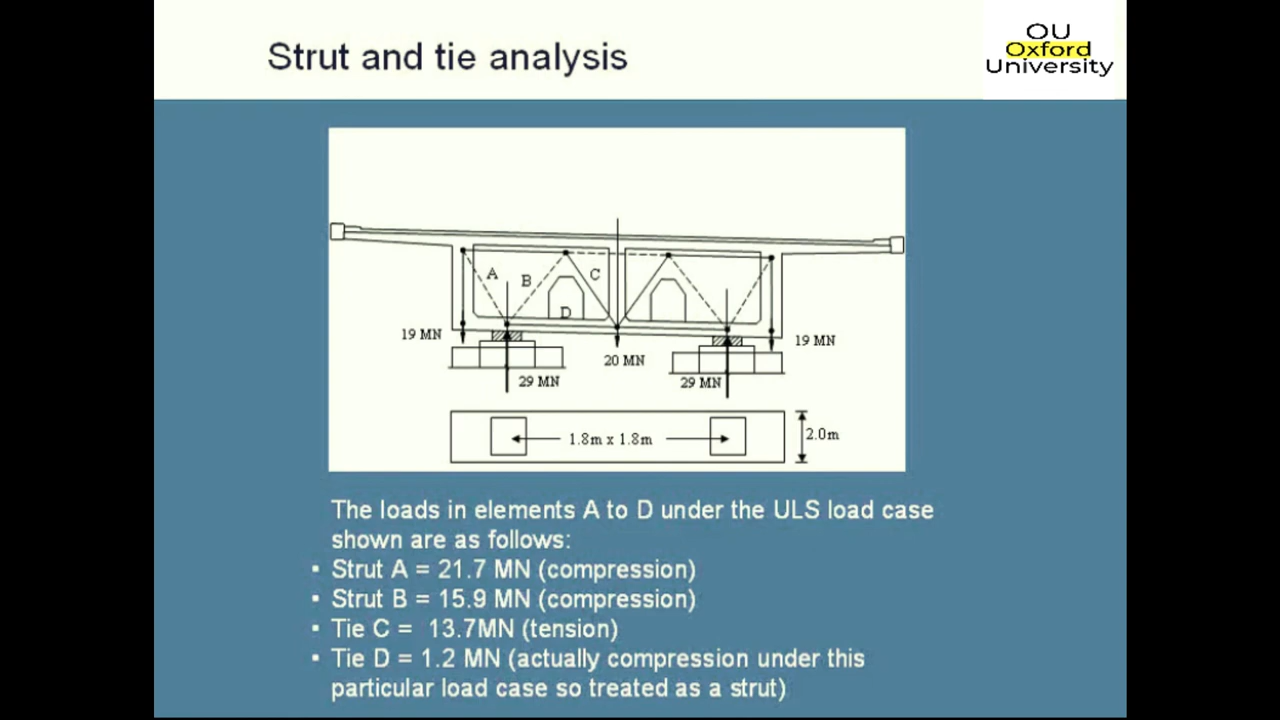 Strut and tie analysis
OU
Oxford
University
A
B
C
D
19 MN
20 MN
19 MN
29 MN
29 MN
1.8m x 1.8m
2.0m
The loads in elements A to D under the ULS load case
shown are as follows:
▪ Strut A = 21.7 MN (compression)
▪ Strut B = 15.9 MN (compression)
▪ Tie C = 13.7MN (tension)
▪ Tie D = 1.2 MN (actually compression under this
particular load case so treated as a strut)